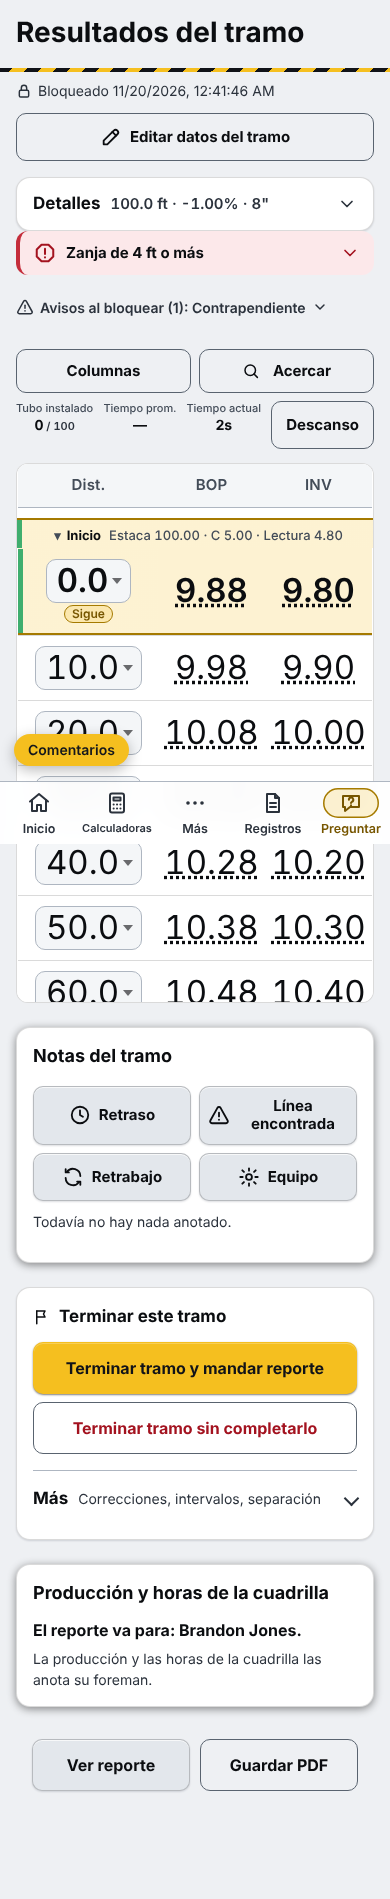 Resultados del tramo
Bloqueado 11/20/2026, 12:41:46 AM
Editar datos del tramo
Detalles 100.0 ft · -1.00% · 8"
Zanja de 4 ft o más
Avisos al bloquear (1): Contrapendiente
Columnas
Acercar
Tubo instalado Tiempo prom. Tiempo actual
0 / 100 — 2s
Descanso
Dist. BOP INV
▾ Inicio Estaca 100.00 · C 5.00 · Lectura 4.80
0.0 9.88 9.80
Sigue
10.0 9.98 9.90
20.0 10.08 10.00
Comentarios
Inicio Calculadoras Más Registros Preguntar
40.0 10.28 10.20
50.0 10.38 10.30
60.0 10.48 10.40
Notas del tramo
Retraso
Línea
encontrada
Retrabajo
Equipo
Todavía no hay nada anotado.
Terminar este tramo
Terminar tramo y mandar reporte
Terminar tramo sin completarlo
Más Correcciones, intervalos, separación
Producción y horas de la cuadrilla
El reporte va para: Brandon Jones.
La producción y las horas de la cuadrilla las
anota su foreman.
Ver reporte
Guardar PDF